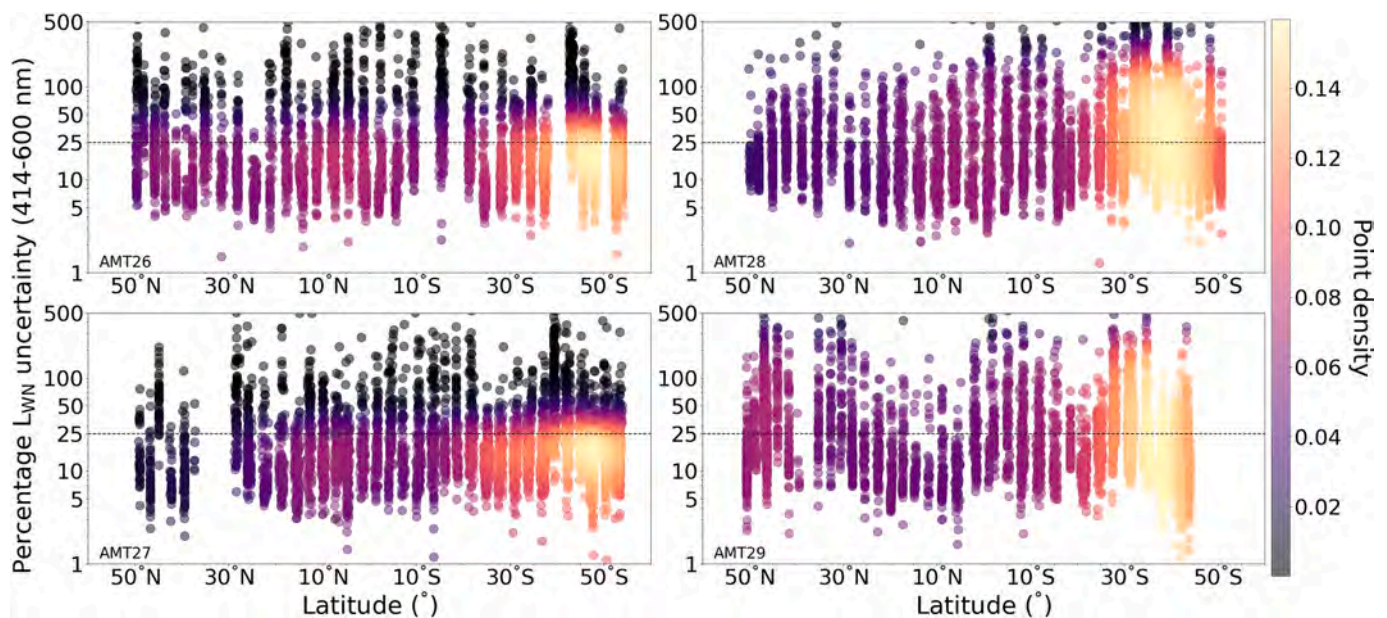 Percentage LWN uncertainty (414-600 nm)
500
100
50
25
10
5
1
AMT26
50°N 30°N 10°N 10°S 30°S 50°S
500
100
50
25
10
5
1
AMT28
50°N 30°N 10°N 10°S 30°S 50°S
500
100
50
25
10
5
1
AMT27
50°N 30°N 10°N 10°S 30°S 50°S
Latitude (°)
500
100
50
25
10
5
1
AMT29
50°N 30°N 10°N 10°S 30°S 50°S
Latitude (°)
0.14
0.12
0.10
0.08
0.06
0.04
0.02
Point density